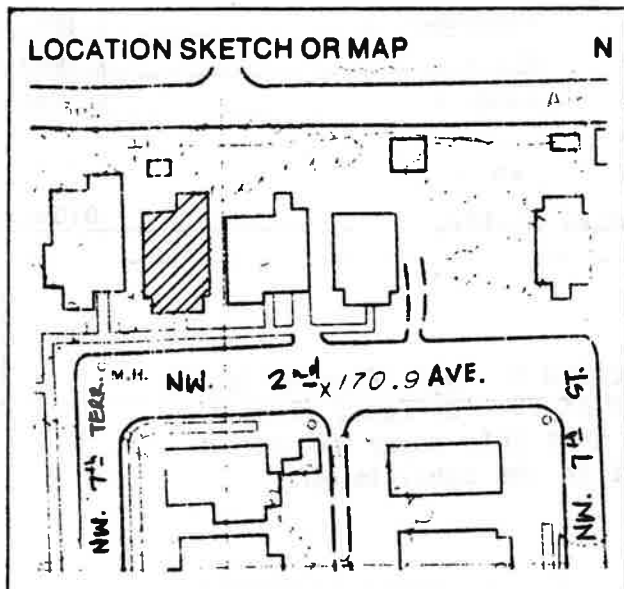 LOCATION SKETCH OR MAP N
M.H. NW. 2nd x 170.9 AVE.
NW. 7th TERR.
NW. 7th ST.